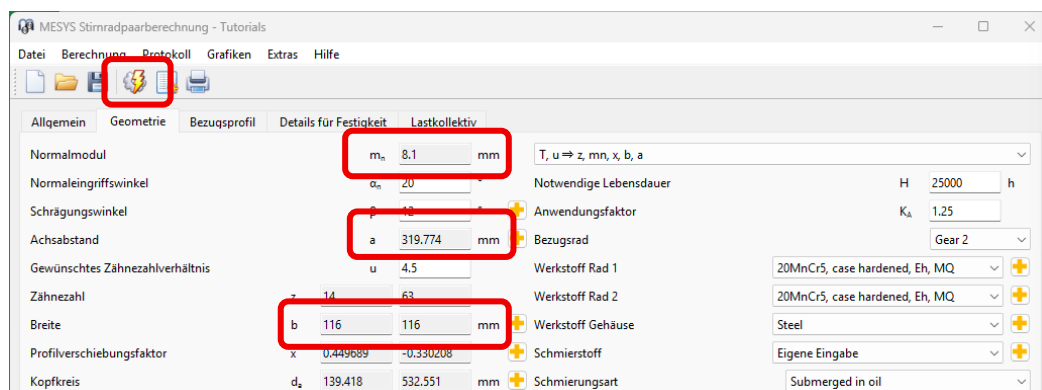 MESYS Stirnradpaarberechnung - Tutorials
Datei Berechnung Protokoll Grafiken Extras Hilfe
Allgemein Geometrie Bezugsprofil Details für Festigkeit Lastkollektiv
Normalmodul mₙ 8.1 mm T, u ⇒ z, mn, x, b, a
Normaleingriffswinkel αₙ 20 ° Notwendige Lebensdauer H 25000 h
Schrägungswinkel β 12 ° Anwendungsfaktor K_A 1.25
Achsabstand a 319.774 mm Bezugsrad Gear 2
Gewünschtes Zähnezahlverhältnis u 4.5 Werkstoff Rad 1 20MnCr5, case hardened, Eh, MQ
Zähnezahl z 14 63 Werkstoff Rad 2 20MnCr5, case hardened, Eh, MQ
Breite b 116 116 mm Werkstoff Gehäuse Steel
Profilverschiebungsfaktor x 0.449689 -0.330208 Schmierstoff Eigene Eingabe
Kopfkreis dₐ 139.418 532.551 mm Schmierungsart Submerged in oil